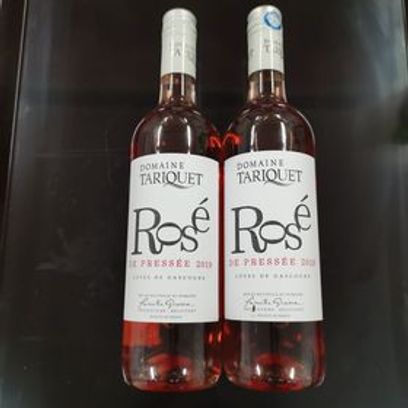 DOMAINE
TARIQUET
Rosé
DE PRESSÉE 2019
CÔTES DE GASCOGNE
DOMAINE
TARIQUET
Rosé
DE PRESSÉE 2019
CÔTES DE GASCOGNE